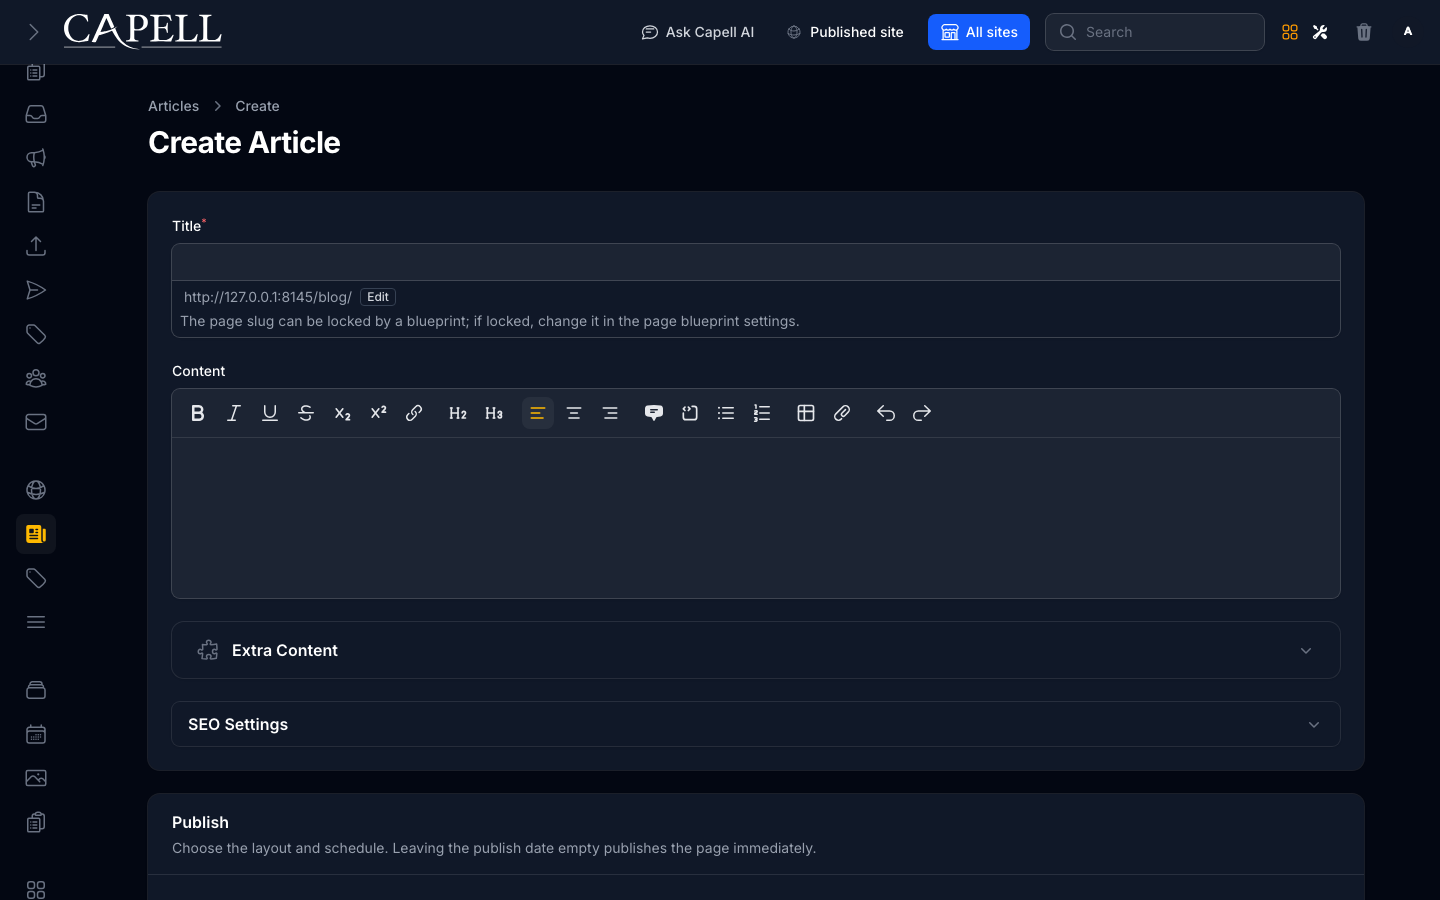 CAPELL
Ask Capell AI
Published site
All sites
Search
A
Articles
Create
Create Article
Title*
http://127.0.0.1:8145/blog/
Edit
The page slug can be locked by a blueprint; if locked, change it in the page blueprint settings.
Content
H2
H3
Extra Content
SEO Settings
Publish
Choose the layout and schedule. Leaving the publish date empty publishes the page immediately.